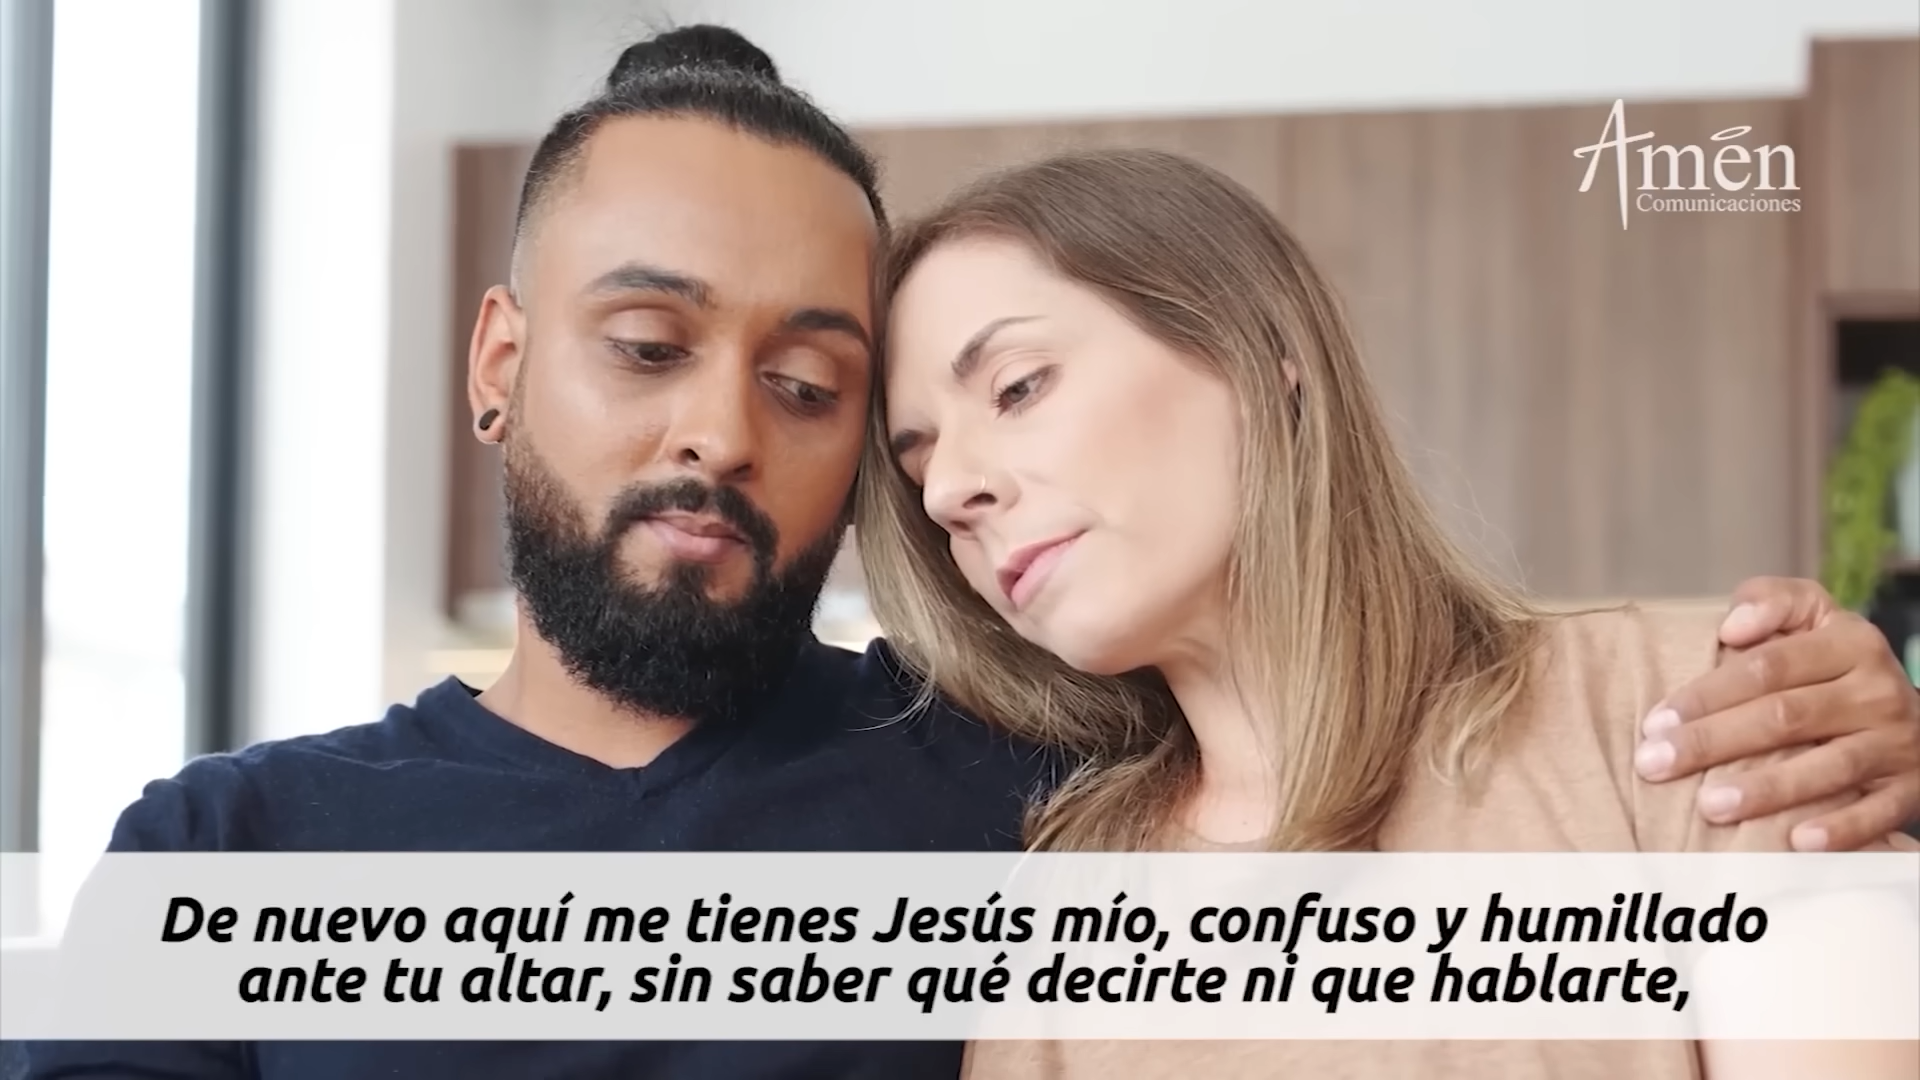 Amén
Comunicaciones
De nuevo aquí me tienes Jesús mío, confuso y humillado
ante tu altar, sin saber qué decirte ni que hablarte,